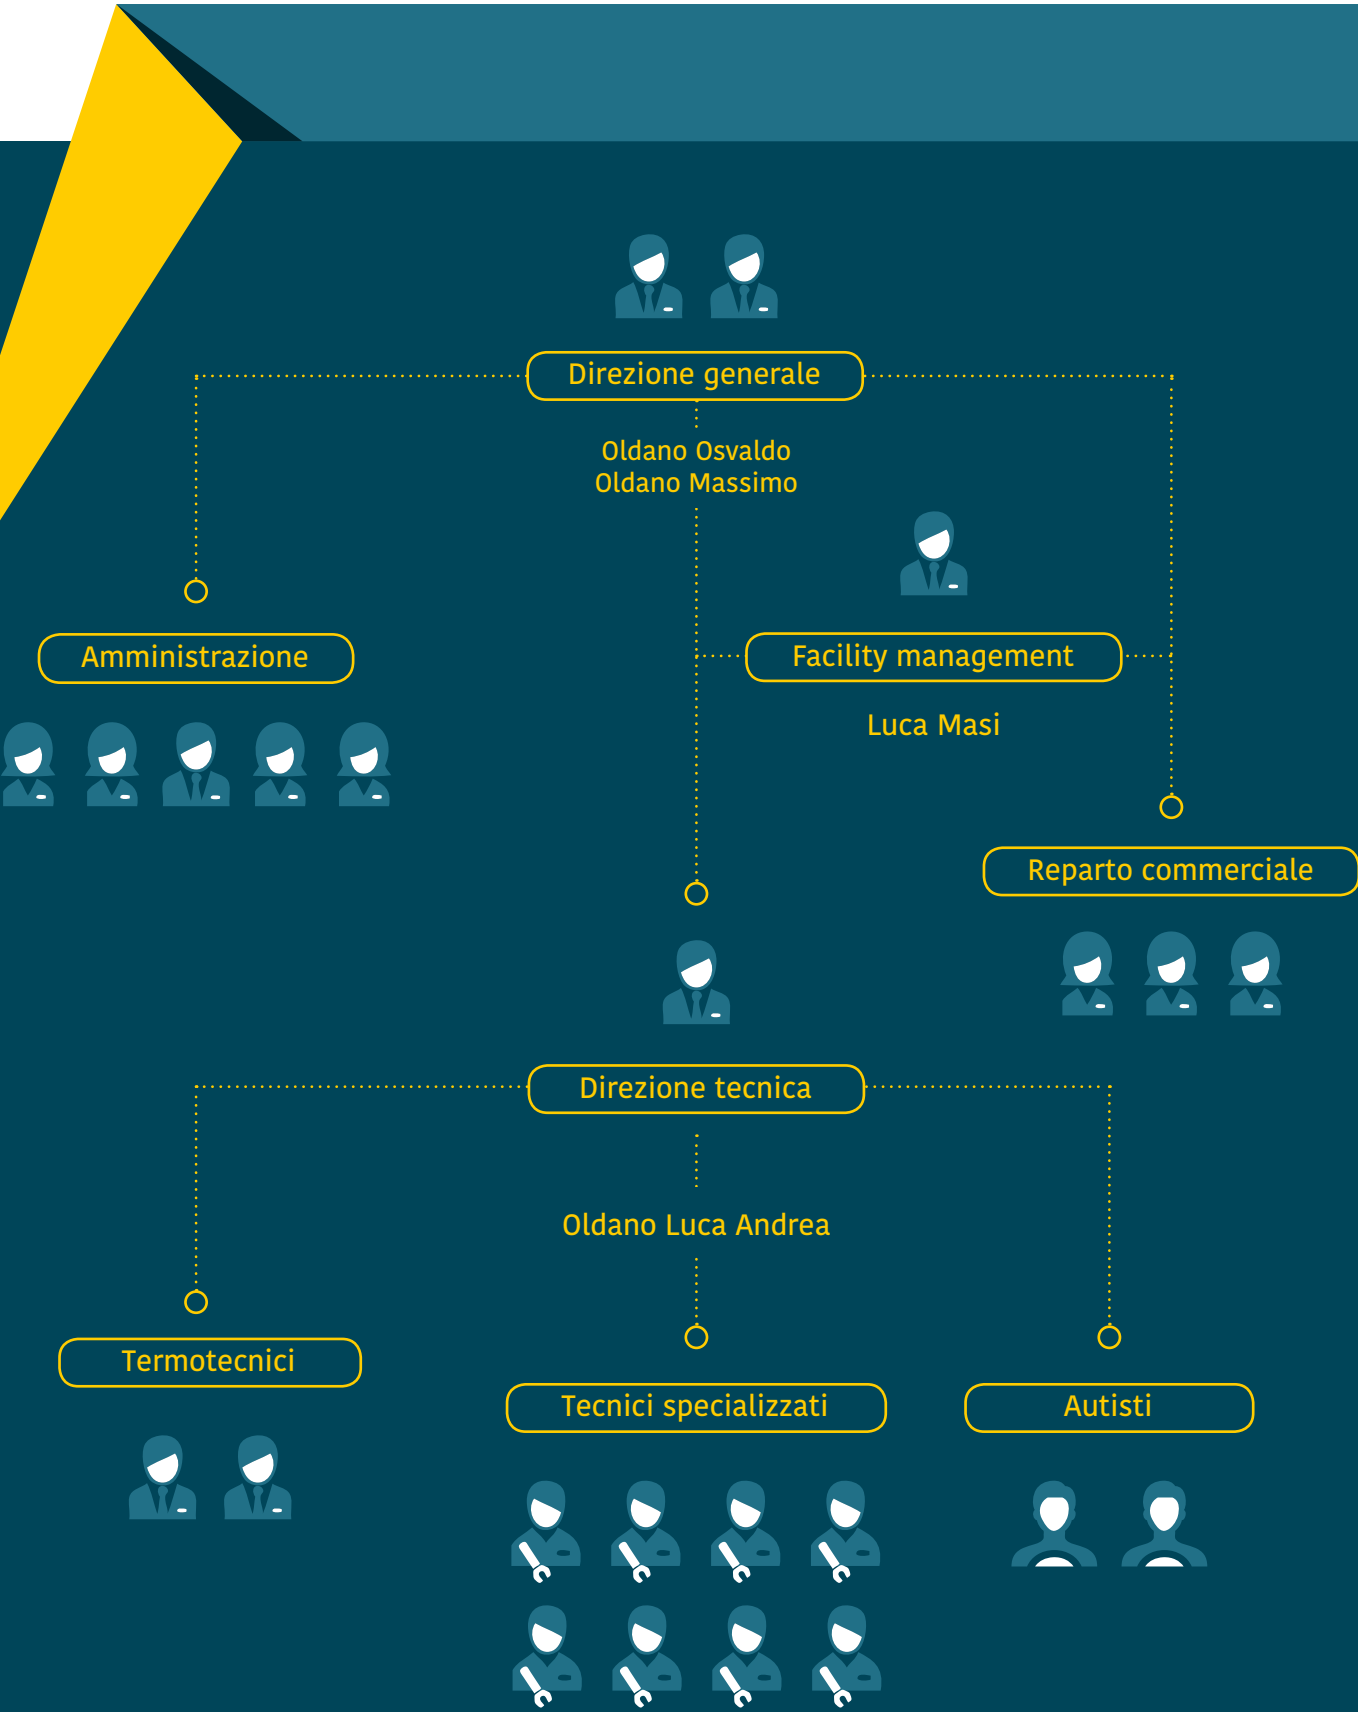 Direzione generale
Oldano Osvaldo
Oldano Massimo
Amministrazione
Facility management
Luca Masi
Reparto commerciale
Direzione tecnica
Oldano Luca Andrea
Termotecnici
Tecnici specializzati
Autisti